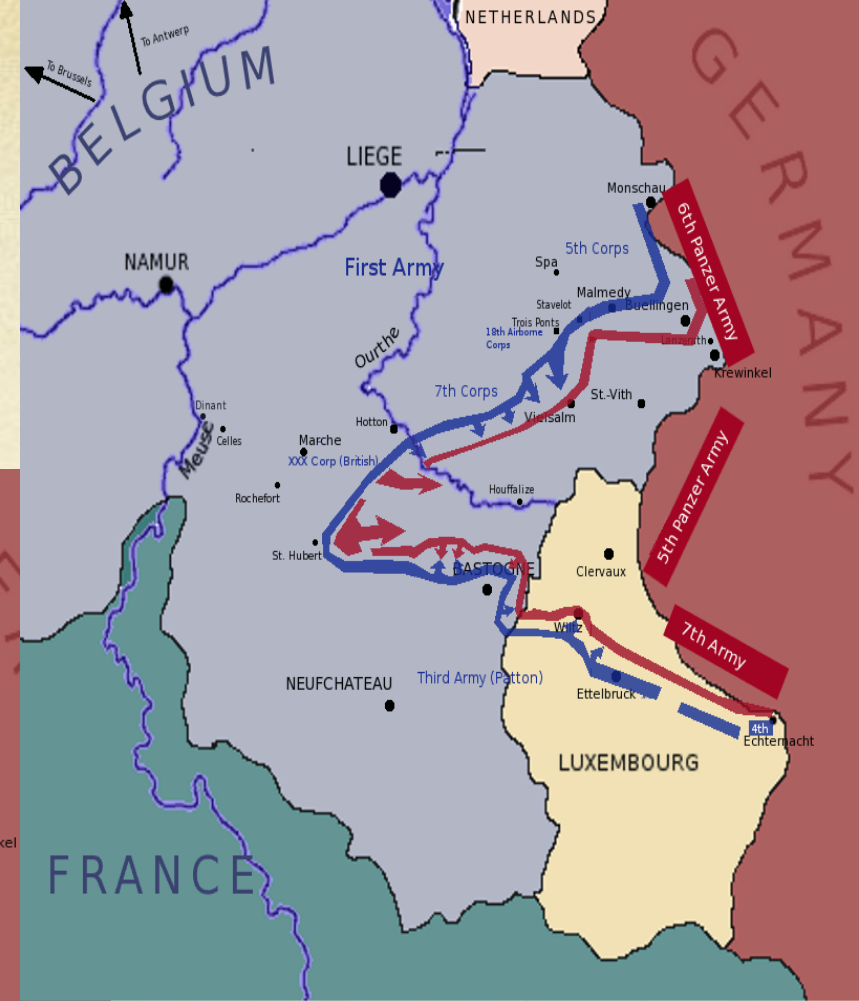 NETHERLANDS
To Antwerp
To Brussels
BELGIUM
GERMANY
LIEGE
Monschau
6th Panzer Army
5th Corps
First Army
NAMUR
Spa
Malmedy
Stavelot
Buellingen
Trois Ponts
18th Airborne
Corps
Lanzerath
Krewinkel
Ourthe
7th Corps
St.-Vith
Vielsalm
Dinant
Celles
Meuse
Hotton
Marche
XXX Corp (British)
5th Panzer Army
Rochefort
Houffalize
St. Hubert
BASTOGNE
Clervaux
Wiltz
7th Army
NEUFCHATEAU
Third Army (Patton)
Ettelbruck
4th
Echternacht
LUXEMBOURG
kel
FRANCE